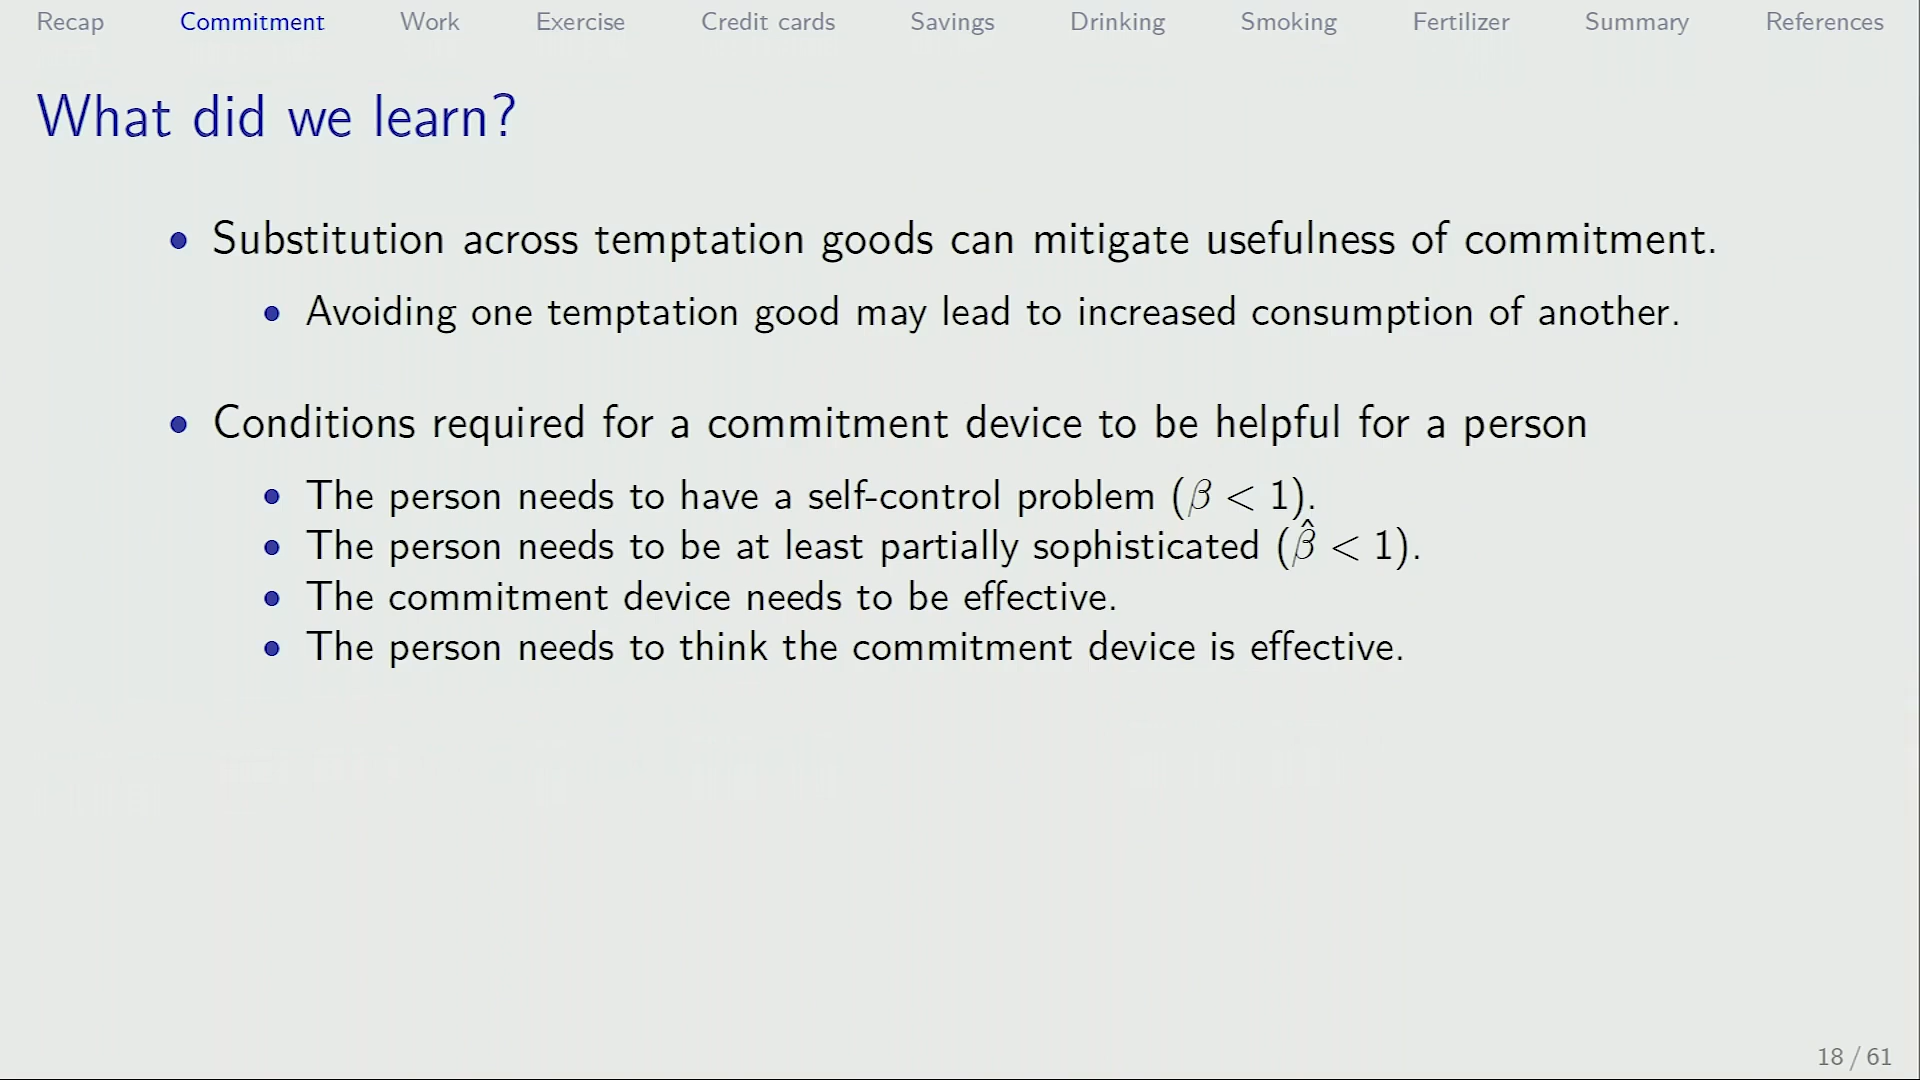 Recap Commitment Work Exercise Credit cards Savings Drinking Smoking Fertilizer Summary References
What did we learn?
• Substitution across temptation goods can mitigate usefulness of commitment.
• Avoiding one temptation good may lead to increased consumption of another.
• Conditions required for a commitment device to be helpful for a person
• The person needs to have a self-control problem (β < 1).
• The person needs to be at least partially sophisticated (β̂ < 1).
• The commitment device needs to be effective.
• The person needs to think the commitment device is effective.
18 / 61